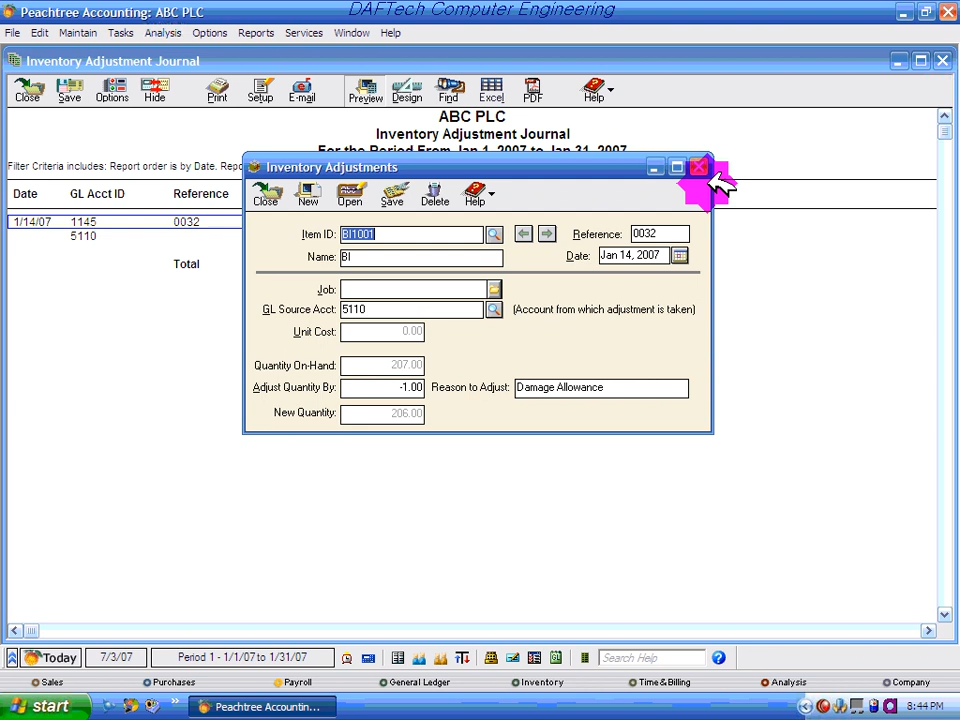 DAFTech Computer Engineering
Peachtree Accounting: ABC PLC
File Edit Maintain Tasks Analysis Options Reports Services Window Help
Inventory Adjustment Journal
Close Save Options Hide Print Setup E-mail Preview Design Find Excel PDF Help
ABC PLC
Inventory Adjustment Journal
For the Period From Jan 1, 2007 to Jan 31, 2007
Filter Criteria includes: Report order is by Date. Repo
Date GL Acct ID Reference
1/14/07 1145 0032
5110
Total
Inventory Adjustments
Close New Open Save Delete Help
Item ID: BI1001 Reference: 0032
Name: BI Date: Jan 14, 2007
Job:
GL Source Acct: 5110 (Account from which adjustment is taken)
Unit Cost: 0.00
Quantity On-Hand: 207.00
Adjust Quantity By: -1.00 Reason to Adjust: Damage Allowance
New Quantity: 206.00
Today 7/3/07 Period 1 - 1/1/07 to 1/31/07 Search Help
Sales Purchases Payroll General Ledger Inventory Time & Billing Analysis Company
start Peachtree Accountin... 8:44 PM